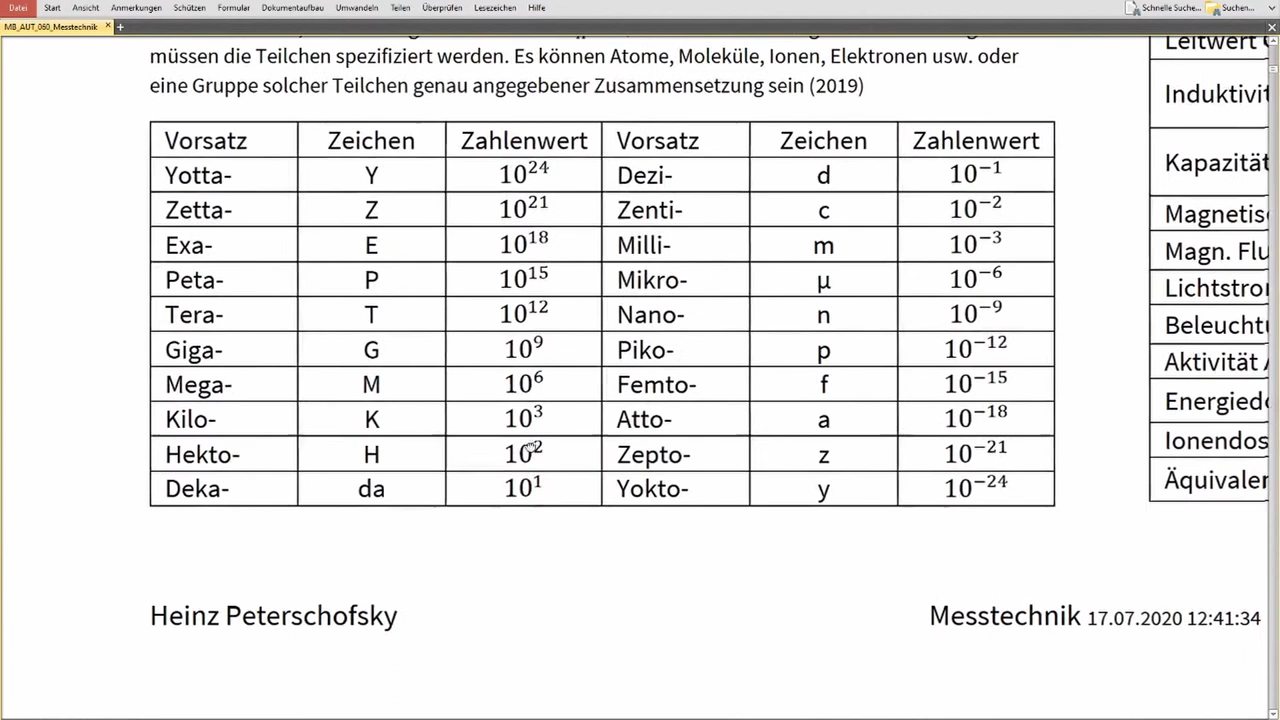 Datei Start Ansicht Anmerkungen Schützen Formular Dokumentaufbau Umwandeln Teilen Überprüfen Lesezeichen Hilfe Schnelle Suche... Suchen...
MB_AUT_060_Messtechnik
müssen die Teilchen spezifiziert werden. Es können Atome, Moleküle, Ionen, Elektronen usw. oder
eine Gruppe solcher Teilchen genau angegebener Zusammensetzung sein (2019)
Vorsatz Zeichen Zahlenwert Vorsatz Zeichen Zahlenwert
Yotta- Y 10²⁴ Dezi- d 10⁻¹
Zetta- Z 10²¹ Zenti- c 10⁻²
Exa- E 10¹⁸ Milli- m 10⁻³
Peta- P 10¹⁵ Mikro- µ 10⁻⁶
Tera- T 10¹² Nano- n 10⁻⁹
Giga- G 10⁹ Piko- p 10⁻¹²
Mega- M 10⁶ Femto- f 10⁻¹⁵
Kilo- K 10³ Atto- a 10⁻¹⁸
Hekto- H 10² Zepto- z 10⁻²¹
Deka- da 10¹ Yokto- y 10⁻²⁴
Heinz Peterschofsky Messtechnik 17.07.2020 12:41:34
Leitwert
Induktivit
Kapazität
Magnetis
Magn. Flu
Lichtstro
Beleucht
Aktivität
Energied
Ionendos
Äquivaler